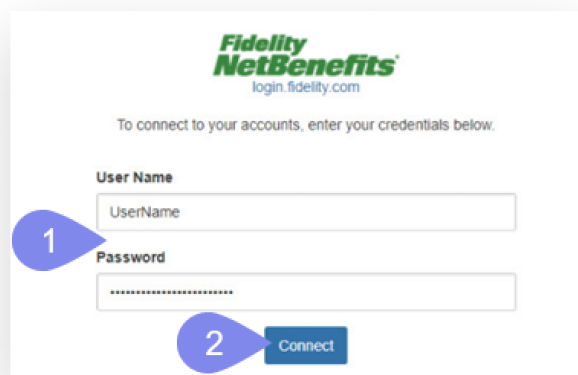 Fidelity
NetBenefits
login.fidelity.com
To connect to your accounts, enter your credentials below.
User Name
UserName
1
Password
························
2
Connect